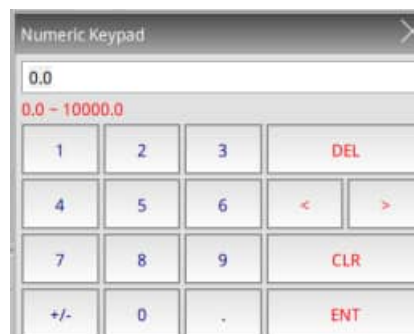 Numeric Keypad
0.0
0.0 ~ 10000.0
1 2 3 DEL
4 5 6 < >
7 8 9 CLR
+/- 0 . ENT